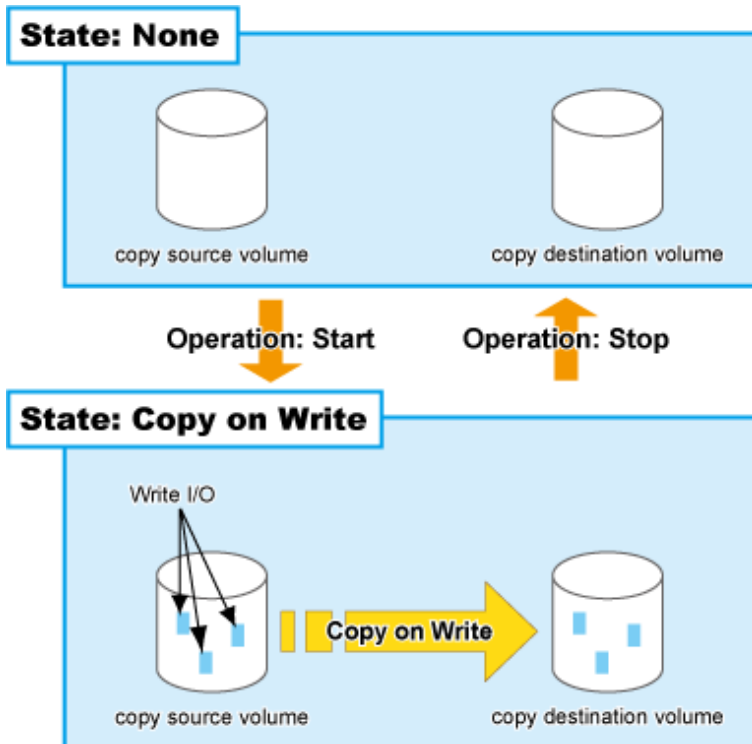 State: None
copy source volume
copy destination volume
Operation: Start
Operation: Stop
State: Copy on Write
Write I/O
Copy on Write
copy source volume
copy destination volume